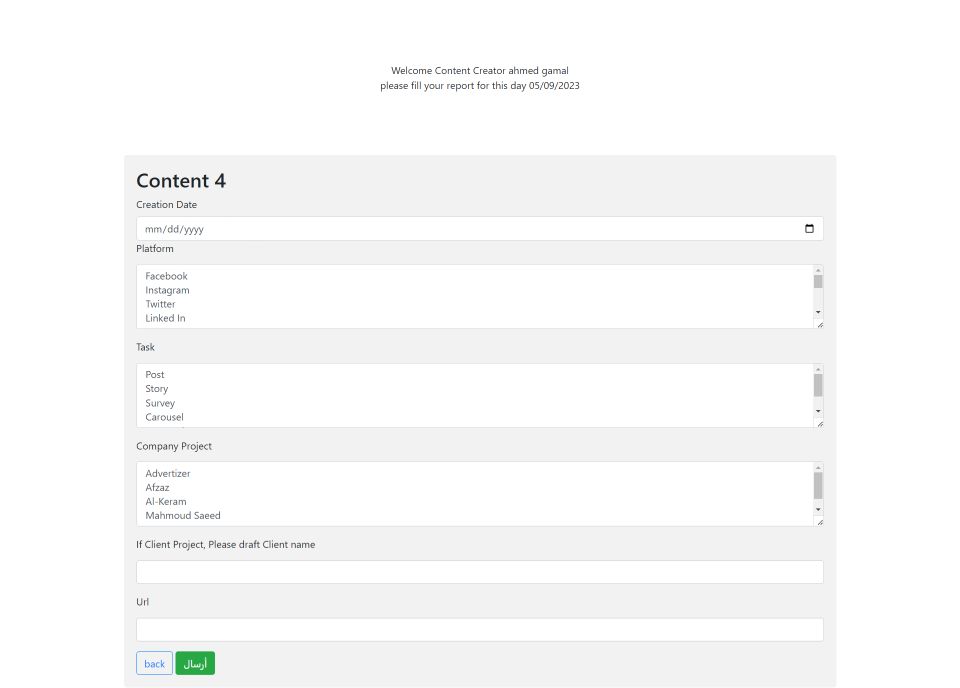 Welcome Content Creator ahmed gamal
please fill your report for this day 05/09/2023
Content 4
Creation Date
mm/dd/yyyy
Platform
Facebook
Instagram
Twitter
Linked In
Task
Post
Story
Survey
Carousel
Company Project
Advertizer
Afzaz
Al-Keram
Mahmoud Saeed
If Client Project, Please draft Client name
Url
back أرسال